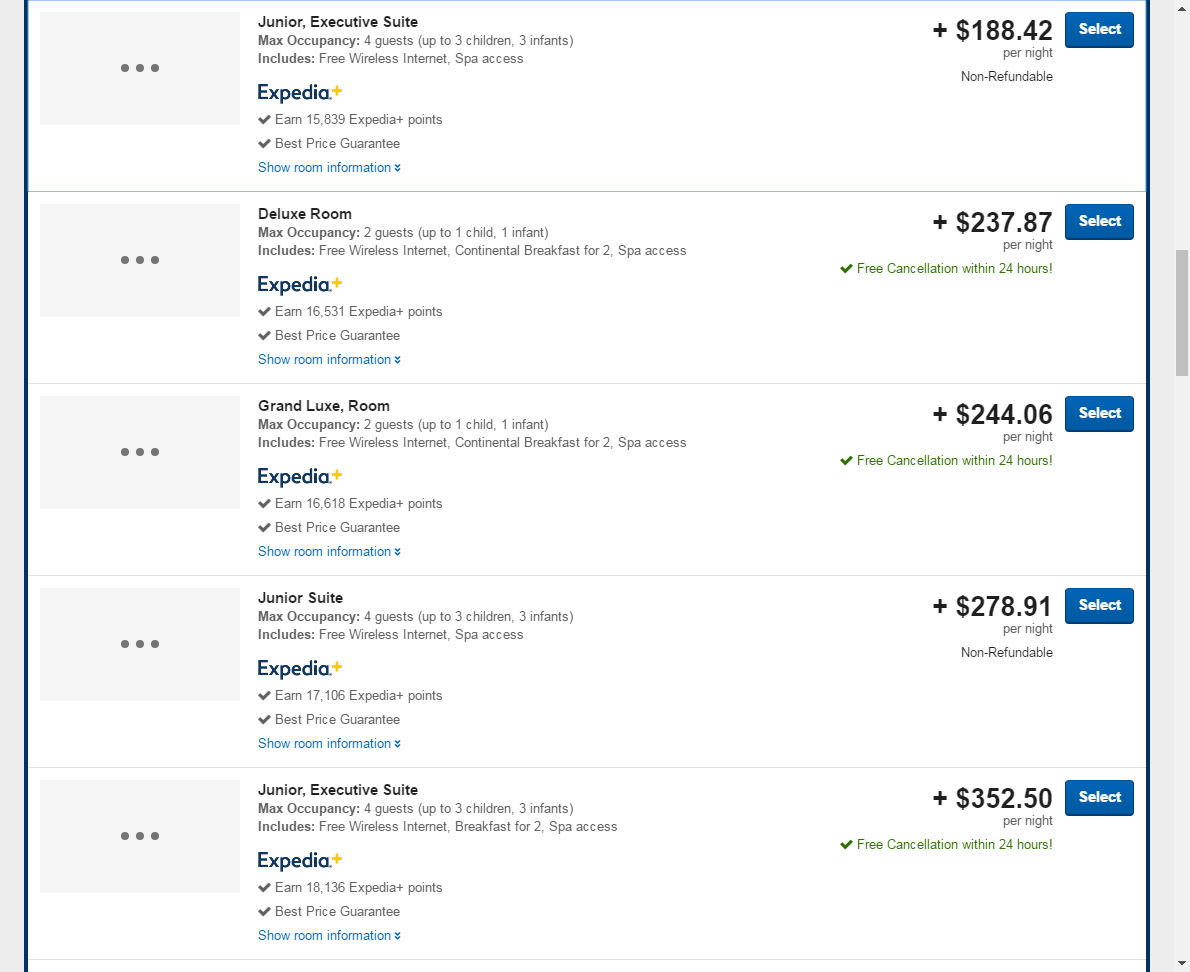 Junior, Executive Suite
+ $188.42
Select
Max Occupancy: 4 guests (up to 3 children, 3 infants)
per night
Includes: Free Wireless Internet, Spa access
Non-Refundable
Expedia+
Earn 15,839 Expedia+ points
Best Price Guarantee
Show room information
Deluxe Room
+ $237.87
Select
Max Occupancy: 2 guests (up to 1 child, 1 infant)
per night
Includes: Free Wireless Internet, Continental Breakfast for 2, Spa access
Free Cancellation within 24 hours!
Expedia+
Earn 16,531 Expedia+ points
Best Price Guarantee
Show room information
Grand Luxe, Room
+ $244.06
Select
Max Occupancy: 2 guests (up to 1 child, 1 infant)
per night
Includes: Free Wireless Internet, Continental Breakfast for 2, Spa access
Free Cancellation within 24 hours!
Expedia+
Earn 16,618 Expedia+ points
Best Price Guarantee
Show room information
Junior Suite
+ $278.91
Select
Max Occupancy: 4 guests (up to 3 children, 3 infants)
per night
Includes: Free Wireless Internet, Spa access
Non-Refundable
Expedia+
Earn 17,106 Expedia+ points
Best Price Guarantee
Show room information
Junior, Executive Suite
+ $352.50
Select
Max Occupancy: 4 guests (up to 3 children, 3 infants)
per night
Includes: Free Wireless Internet, Breakfast for 2, Spa access
Free Cancellation within 24 hours!
Expedia+
Earn 18,136 Expedia+ points
Best Price Guarantee
Show room information